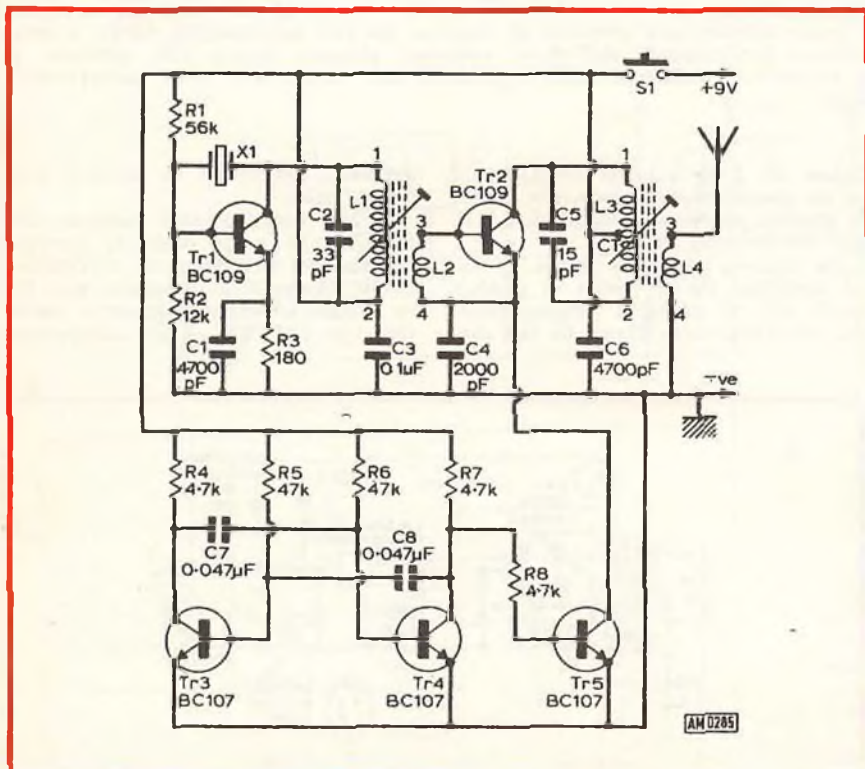 R1
56k
X1
S1
+9V
Tr1
BC109
R2
12k
C1
4700
pF
R3
180
C2
33
pF
1
L1
2
3
L2
4
C3
0.1µF
Tr2
BC109
C4
2000
pF
C5
15
pF
1
L3
CT
2
3
L4
4
C6
4700pF
-ve
R4
4.7k
R5
47k
R6
47k
R7
4.7k
C7
0.047µF
C8
0.047µF
R8
4.7k
Tr3
BC107
Tr4
BC107
Tr5
BC107
AM 0285